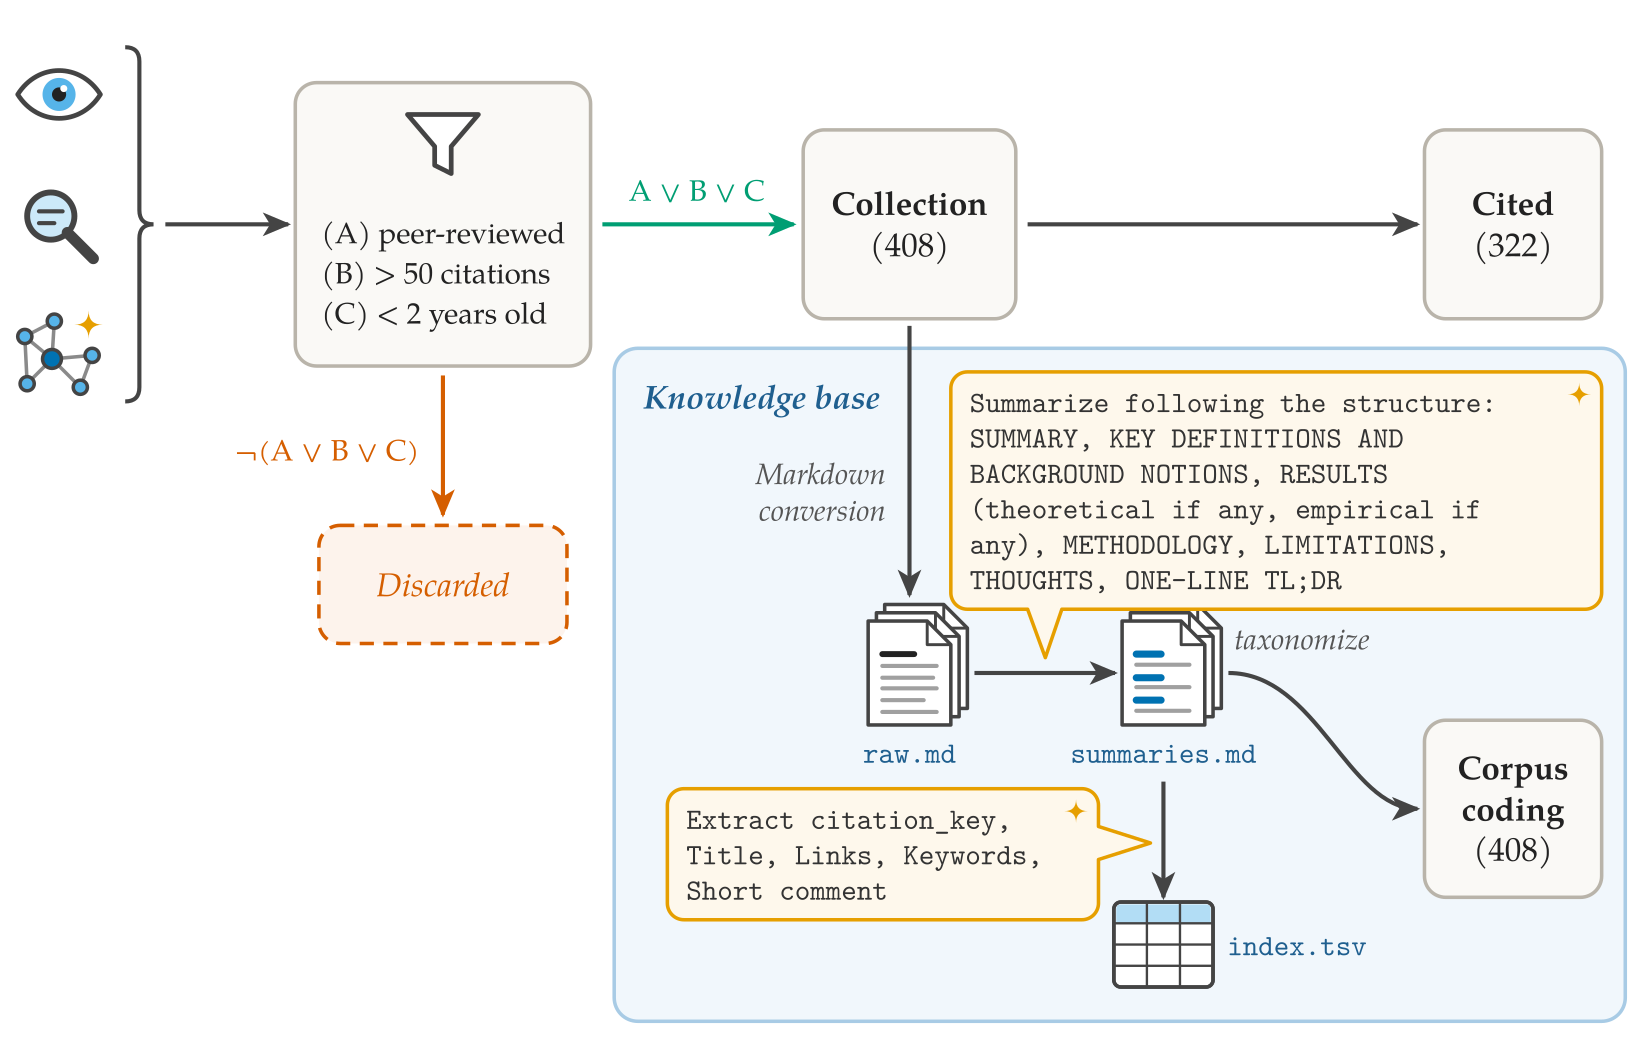 (A) peer-reviewed
(B) > 50 citations
(C) < 2 years old
A ∨ B ∨ C
Collection
(408)
Cited
(322)
¬(A ∨ B ∨ C)
Discarded
Knowledge base
Markdown
conversion
Summarize following the structure:
SUMMARY, KEY DEFINITIONS AND
BACKGROUND NOTIONS, RESULTS
(theoretical if any, empirical if
any), METHODOLOGY, LIMITATIONS,
THOUGHTS, ONE-LINE TL;DR
taxonomize
raw.md
summaries.md
Extract citation_key,
Title, Links, Keywords,
Short comment
Corpus
coding
(408)
index.tsv